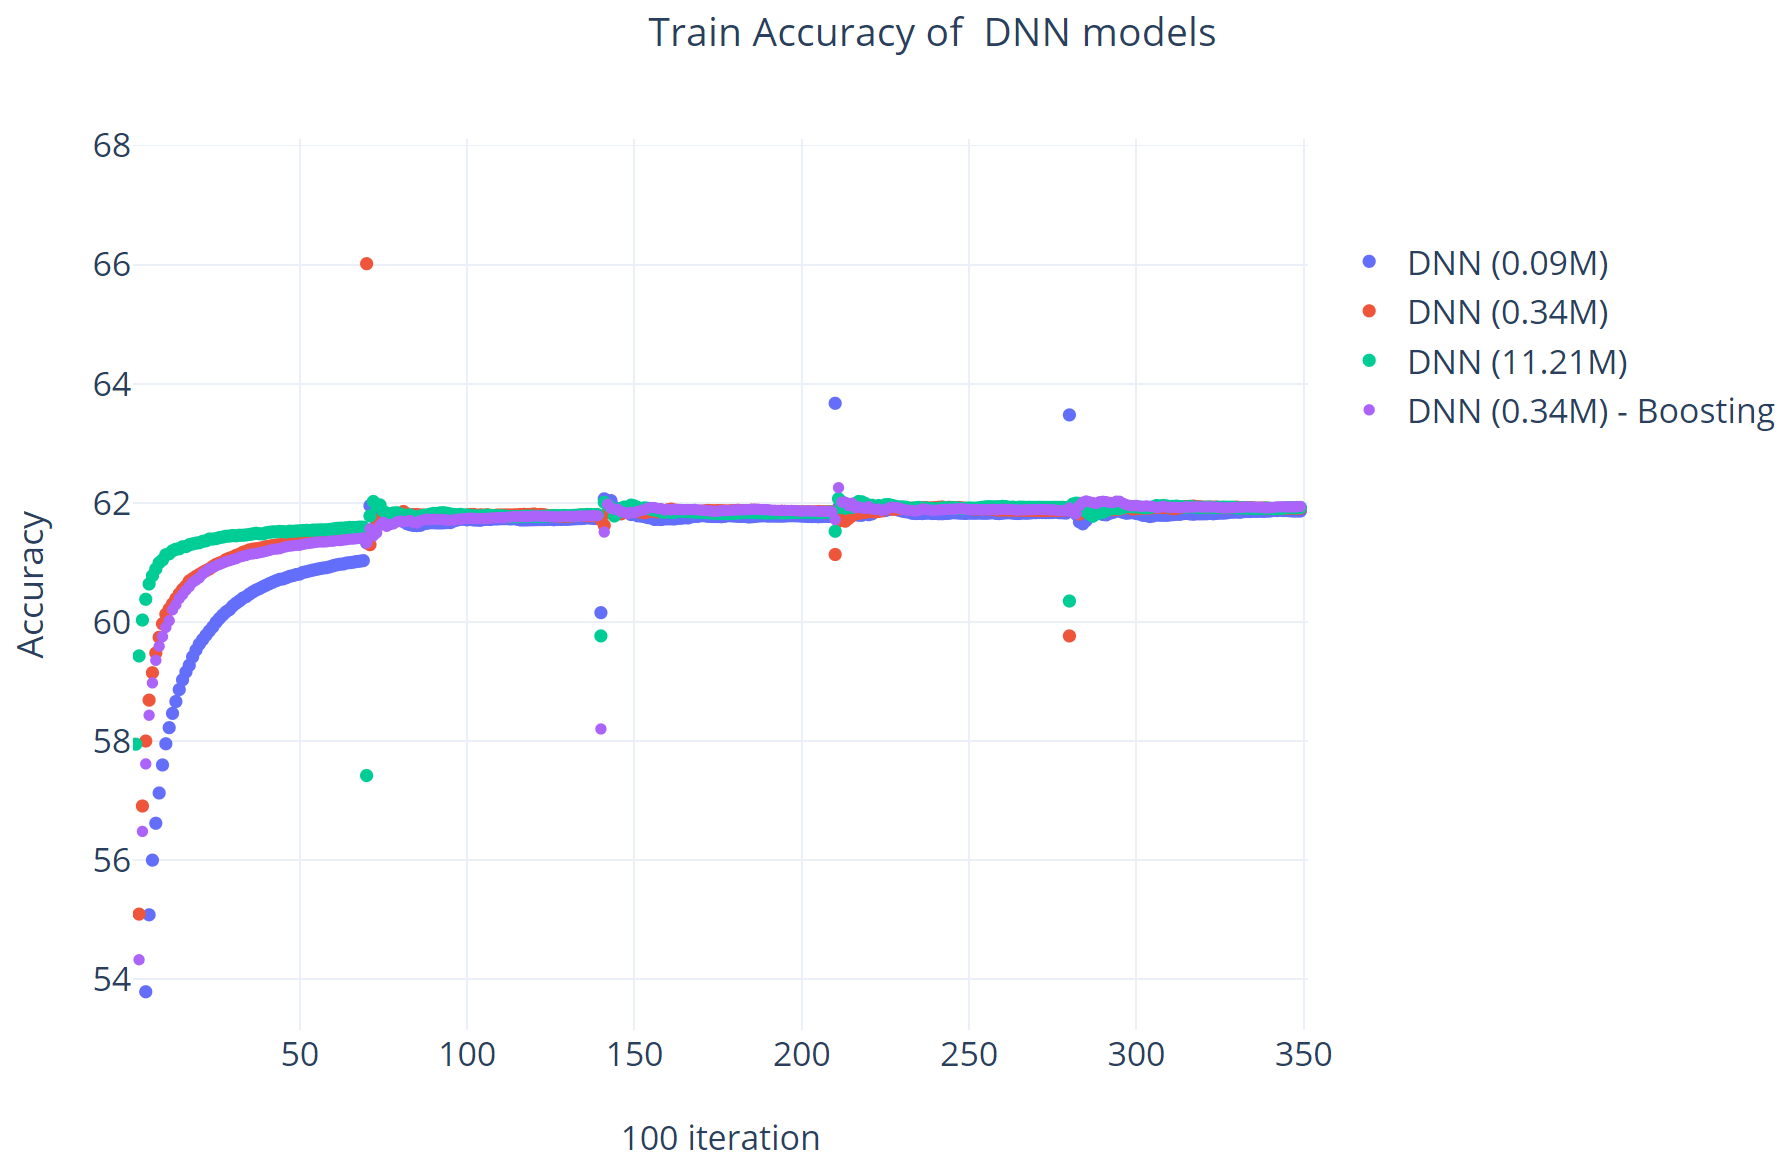 Train Accuracy of  DNN models
68
66
64
62
60
58
56
54
Accuracy
50
100
150
200
250
300
350
100 iteration
DNN (0.09M)
DNN (0.34M)
DNN (11.21M)
DNN (0.34M) - Boosting